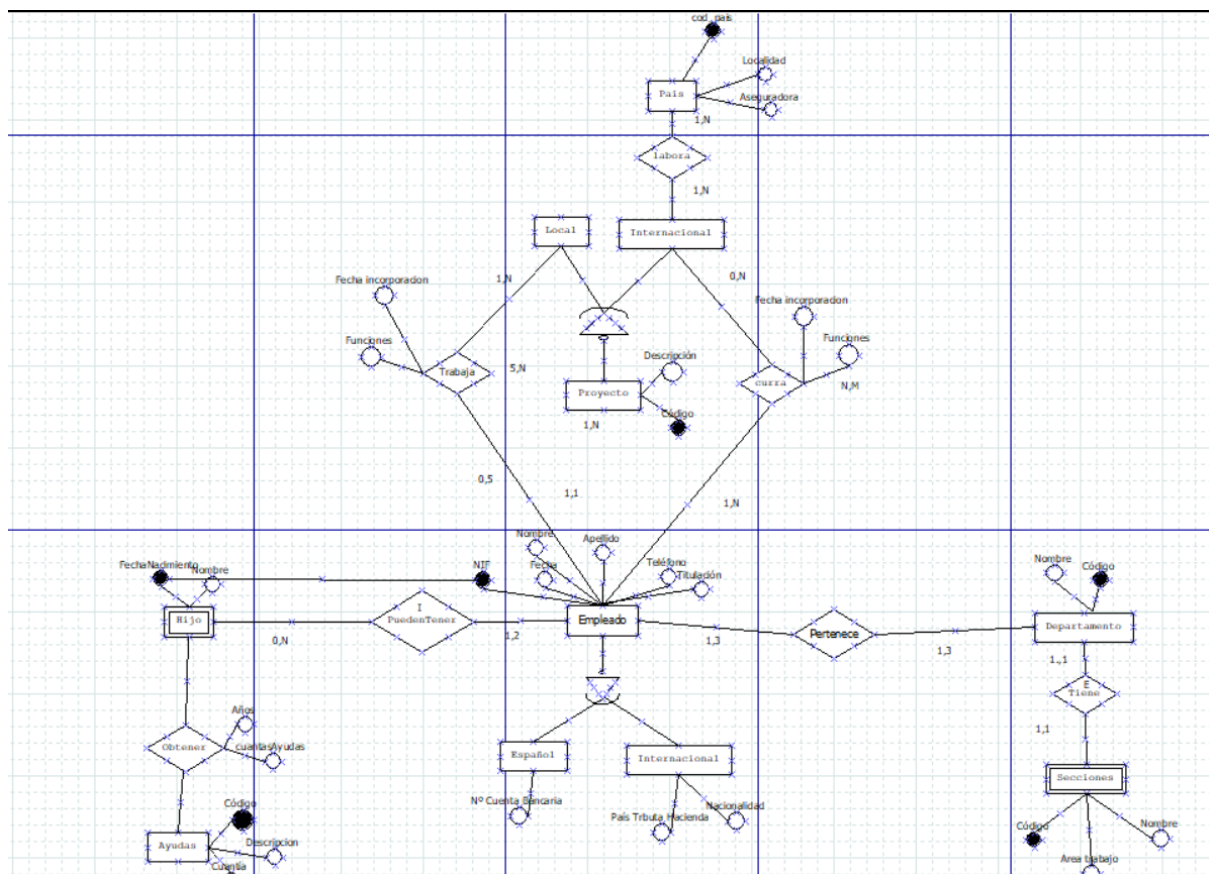 cod_pais
Localidad
Pais
Aseguradora
1,N
labora
1,N
Local
Internacional
1,N
0,N
Fecha incorporacion
Fecha incorporacion
Funciones
Funciones
Descripción
Trabaja
5,N
curra
N,M
Proyecto
Código
1,N
0,5
1,1
1,N
Nombre
Apellido
FechaNadimiento
Nombre
NIF
Fecha
Teléfono
Titulación
Nombre
Código
Hijo
I
PuedenTener
Empleado
Pertenece
Departamento
0,N
1,2
1,3
1,3
1,,1
E
Tiene
Años
1,1
Obtener
cuantasAyudas
Español
Internacional
Secciones
Nº Cuenta Bancaria
País Trbuta Hacienda
Nacionalidad
Código
Código
Nombre
Ayudas
Descripcion
Cuantía
Area trabajo